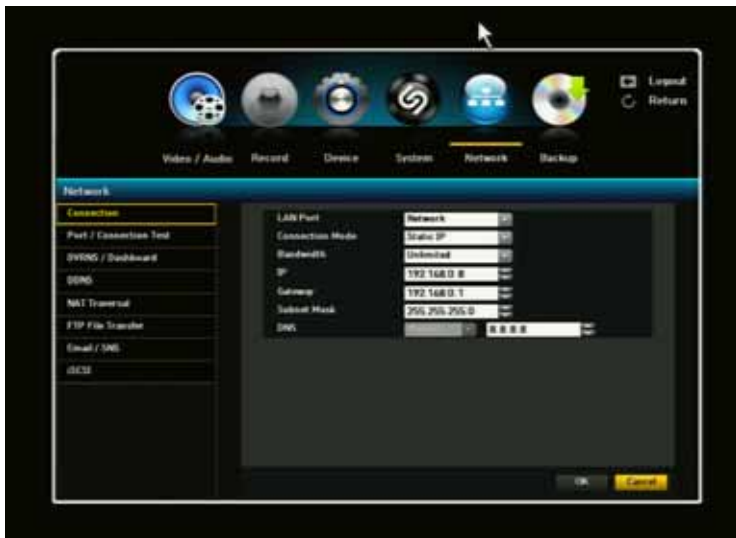 Logout
Return
Video / Audio Record Device System Network Backup
Network
Connection
Port / Connection Test
DVRNS / Dashboard
DDNS
NAT Traversal
FTP File Transfer
Email / SNS
iSCSI
LAN Port Network
Connection Mode Static IP
Bandwidth Unlimited
IP 192.168.0.8
Gateway 192.168.0.1
Subnet Mask 255.255.255.0
DNS 8.8.8.8
OK Cancel